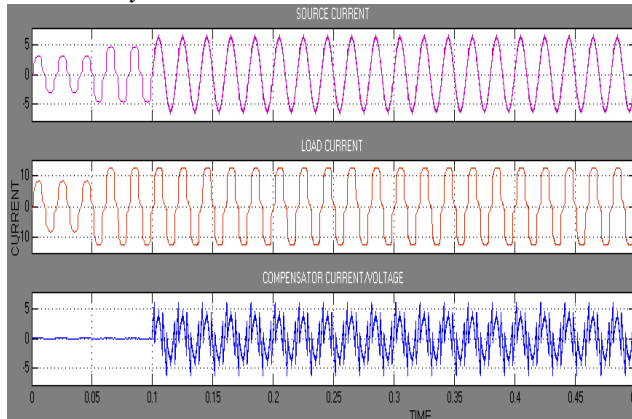 SOURCE CURRENT
5
0
-5
LOAD CURRENT
10
0
-10
CURRENT
COMPENSATOR CURRENT/VOLTAGE
5
0
-5
0 0.05 0.1 0.15 0.2 0.25 0.3 0.35 0.4 0.45
TIME